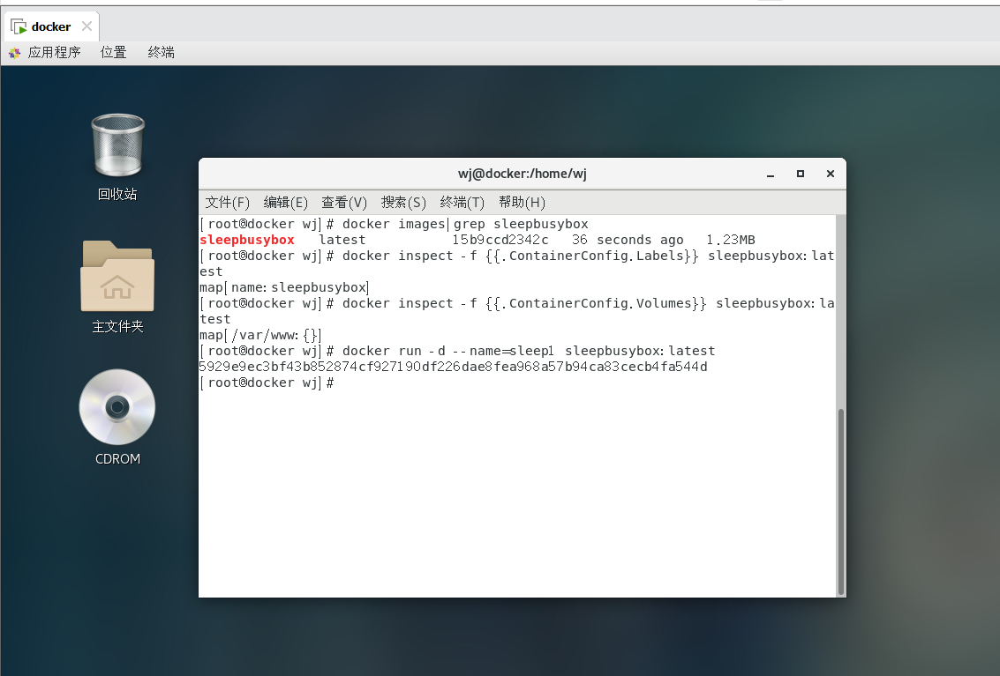 docker
应用程序 位置 终端
回收站
主文件夹
CDROM
wj@docker:/home/wj
文件(F) 编辑(E) 查看(V) 搜索(S) 终端(T) 帮助(H)
[root@docker wj]# docker images|grep sleepbusybox
sleepbusybox latest 15b9ccd2342c 36 seconds ago 1.23MB
[root@docker wj]# docker inspect -f {{.ContainerConfig.Labels}} sleepbusybox:lat
est
map[name:sleepbusybox]
[root@docker wj]# docker inspect -f {{.ContainerConfig.Volumes}} sleepbusybox:la
test
map[/var/www:{}]
[root@docker wj]# docker run -d --name=sleep1 sleepbusybox:latest
5929e9ec3bf43b852874cf927190df226dae8fea968a57b94ca83cecb4fa544d
[root@docker wj]#